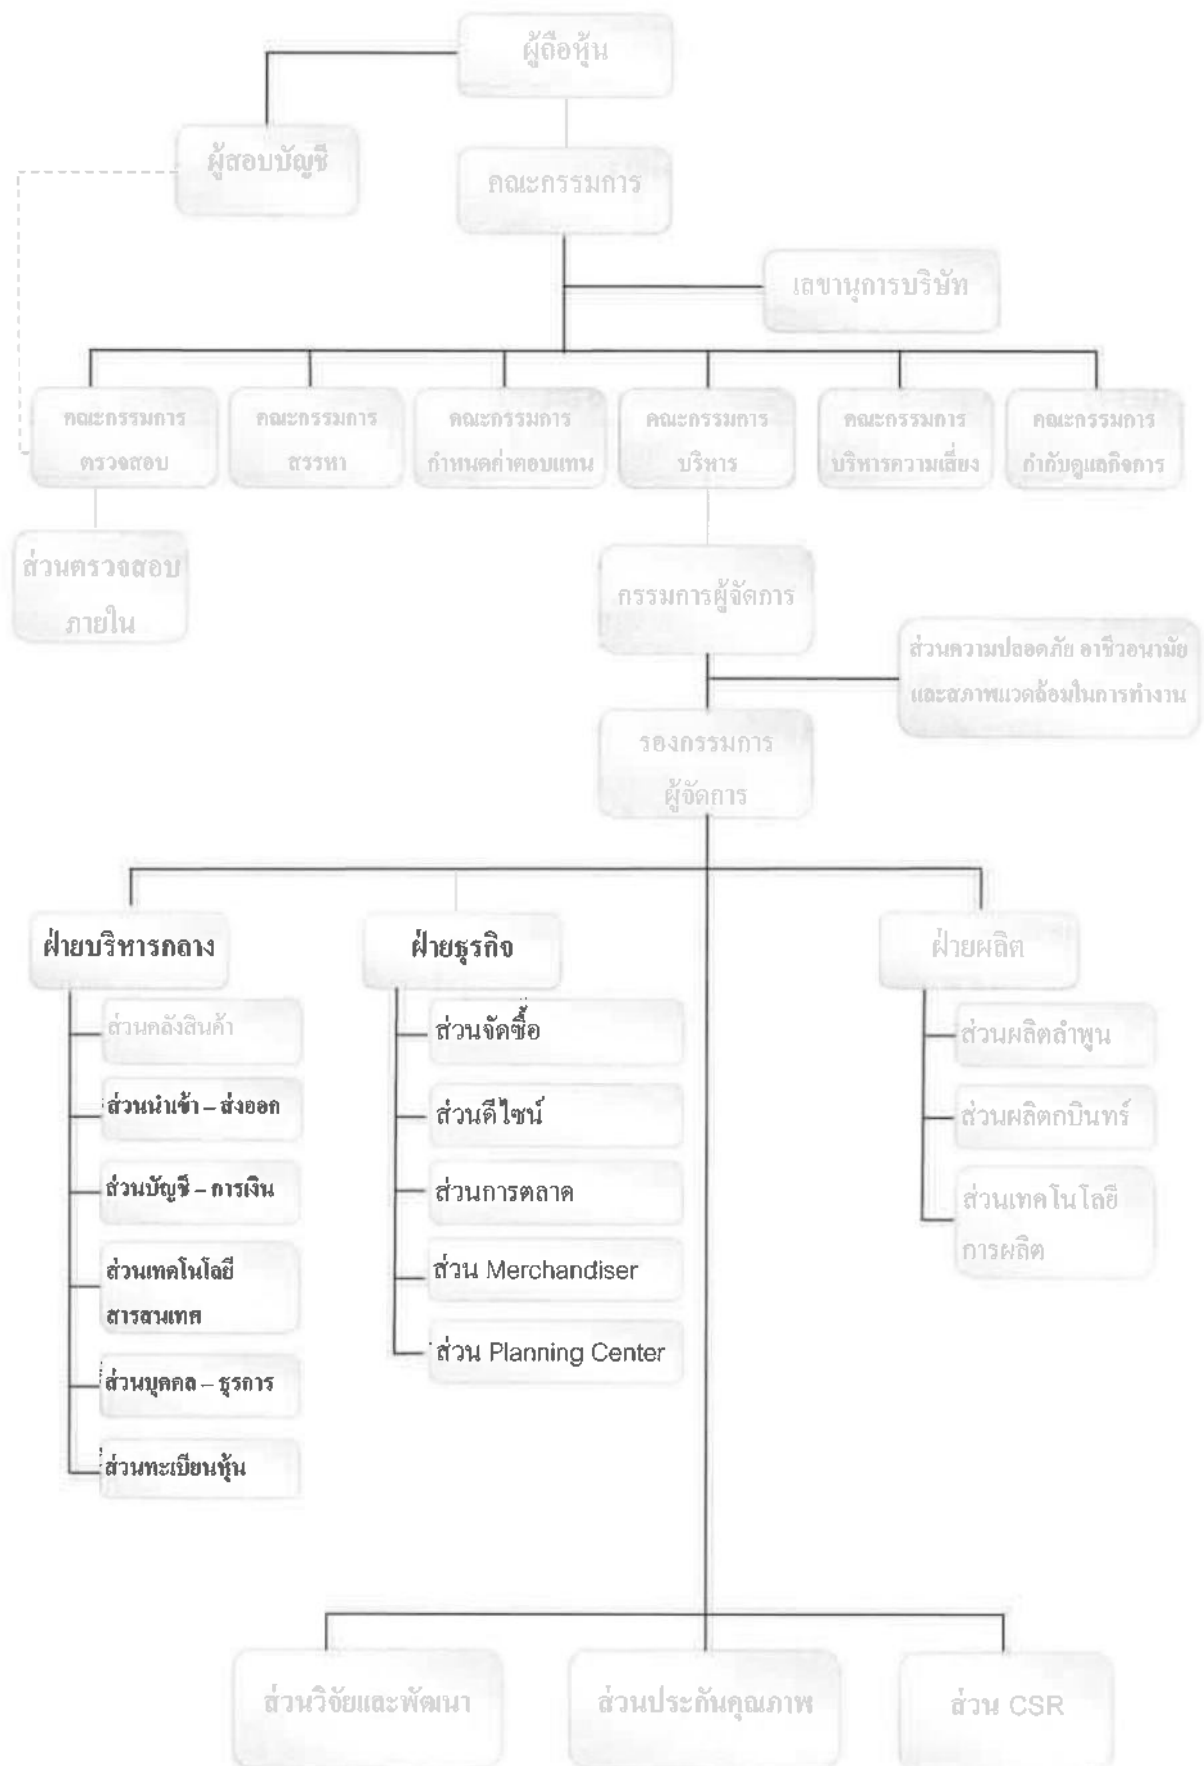 ผู้ถือหุ้น
ผู้สอบบัญชี
คณะกรรมการ
เลขานุการบริษัท
คณะกรรมการ
ตรวจสอบ
คณะกรรมการ
สรรหา
คณะกรรมการ
กำหนดค่าตอบแทน
คณะกรรมการ
บริหาร
คณะกรรมการ
บริหารความเสี่ยง
คณะกรรมการ
กำกับดูแลกิจการ
ส่วนตรวจสอบ
ภายใน
กรรมการผู้จัดการ
ส่วนความปลอดภัย อาชีวอนามัย
และสภาพแวดล้อมในการทำงาน
รองกรรมการ
ผู้จัดการ
ฝ่ายบริหารกลาง
ส่วนคลังสินค้า
ส่วนนำเข้า – ส่งออก
ส่วนบัญชี – การเงิน
ส่วนเทคโนโลยี
สารสนเทศ
ส่วนบุคคล – ธุรการ
ส่วนทะเบียนหุ้น
ฝ่ายธุรกิจ
ส่วนจัดซื้อ
ส่วนดีไซน์
ส่วนการตลาด
ส่วน Merchandiser
ส่วน Planning Center
ฝ่ายผลิต
ส่วนผลิตลำพูน
ส่วนผลิตกบินทร์
ส่วนเทคโนโลยี
การผลิต
ส่วนวิจัยและพัฒนา
ส่วนประกันคุณภาพ
ส่วน CSR